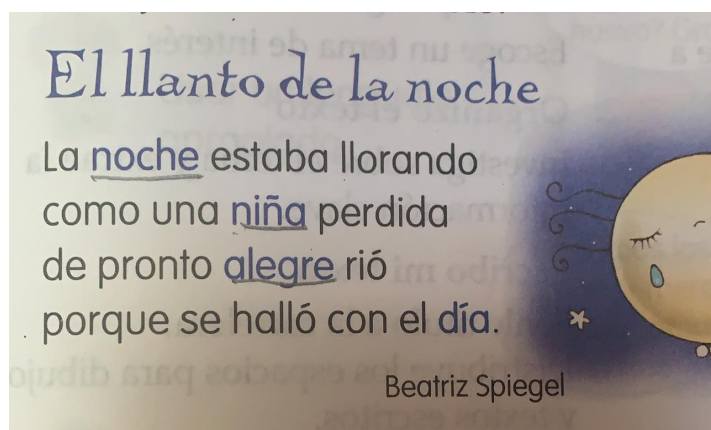 El llanto de la noche
La noche estaba llorando
como una niña perdida
de pronto alegre rió
porque se halló con el día.
Beatriz Spiegel